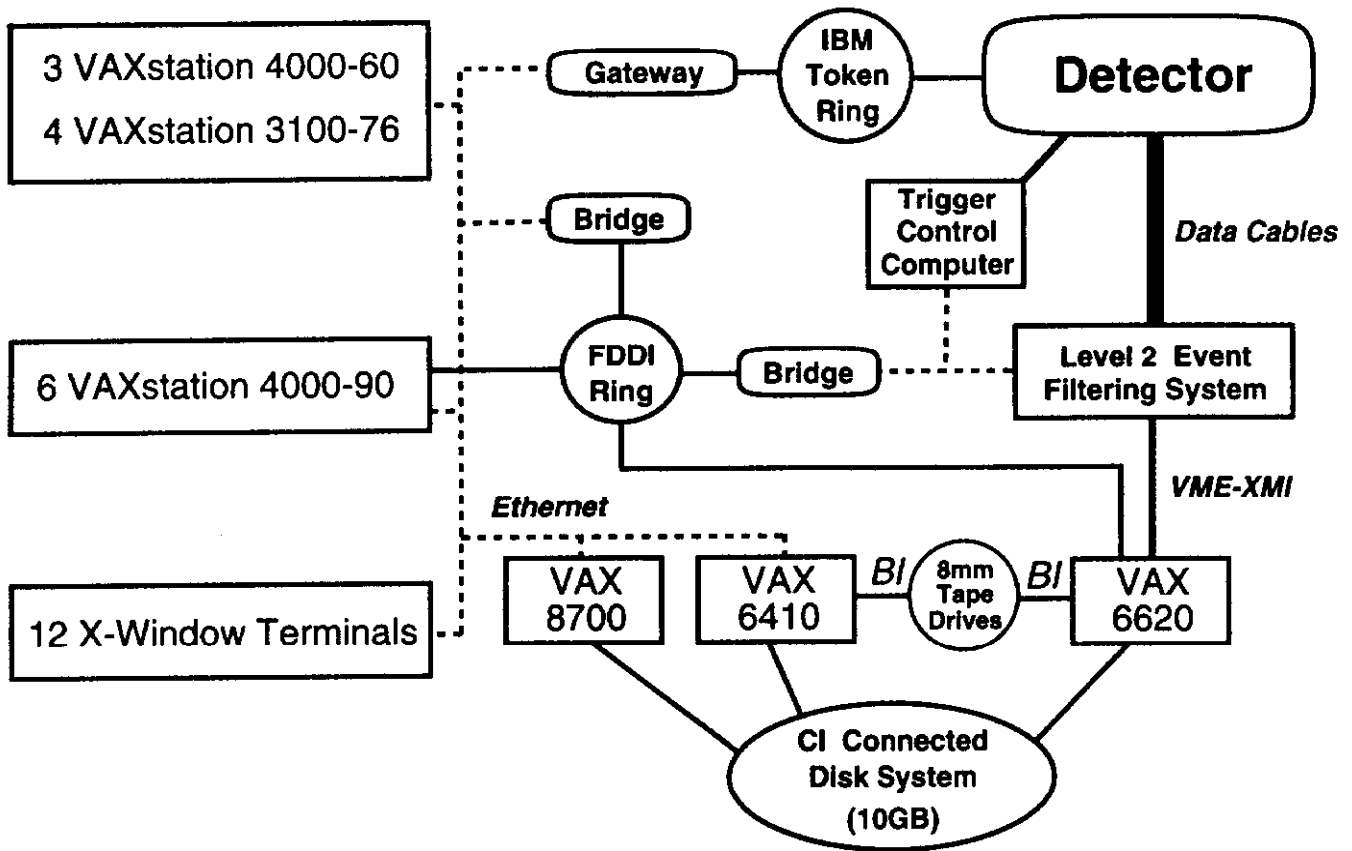 3 VAXstation 4000-60
4 VAXstation 3100-76
Gateway
IBM
Token
Ring
Detector
Bridge
Trigger
Control
Computer
Data Cables
6 VAXstation 4000-90
FDDI
Ring
Bridge
Level 2 Event
Filtering System
VME-XMI
Ethernet
12 X-Window Terminals
VAX
8700
VAX
6410
BI
8mm
Tape
Drives
BI
VAX
6620
CI Connected
Disk System
(10GB)